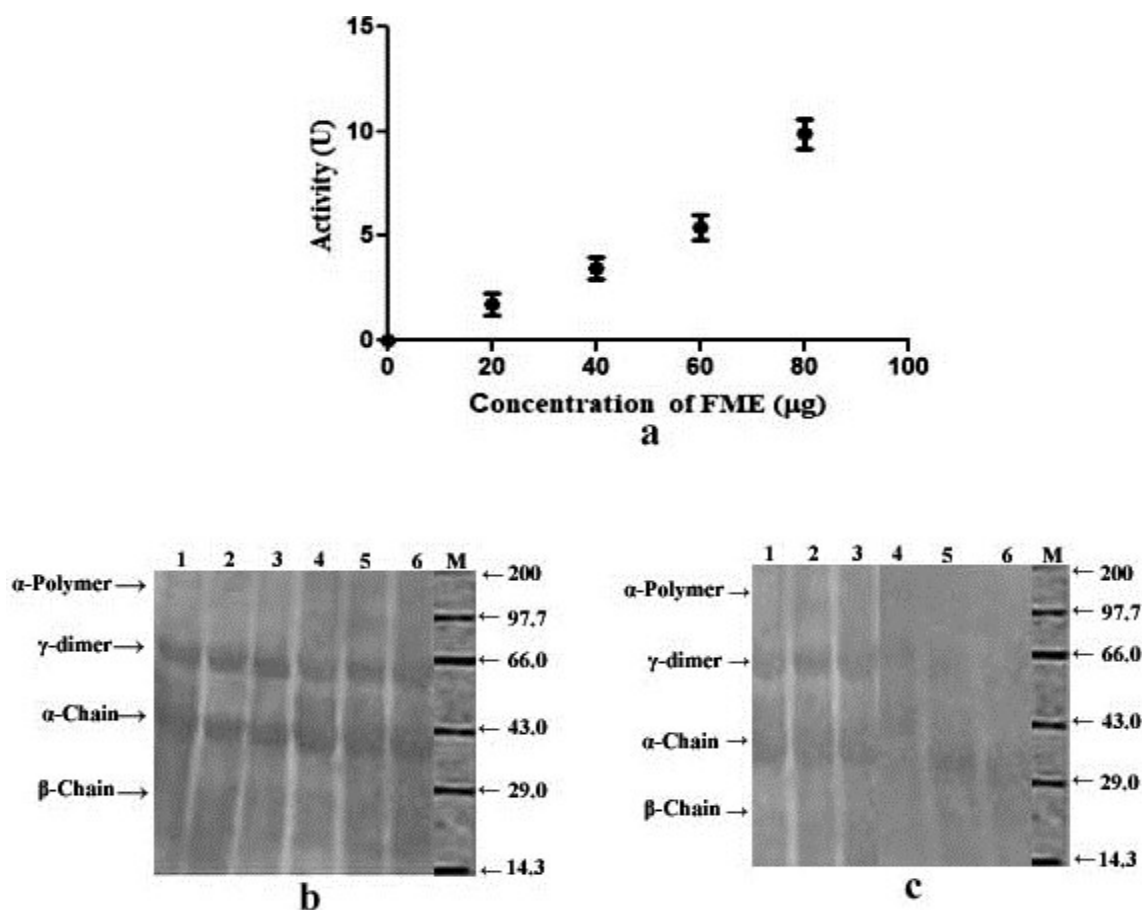 15
10
5
0
Activity (U)
0 20 40 60 80 100
Concentration of FME (μg)
a
1 2 3 4 5 6 M
α-Polymer→
γ-dimer →
α-Chain→
β-Chain→
← 200
← 97.7
← 66.0
← 43.0
← 29.0
← 14.3
b
1 2 3 4 5 6 M
α-Polymer→
γ-dimer→
α-Chain →
β-Chain →
← 200
← 97.7
← 66.0
← 43.0
← 29.0
← 14.3
c